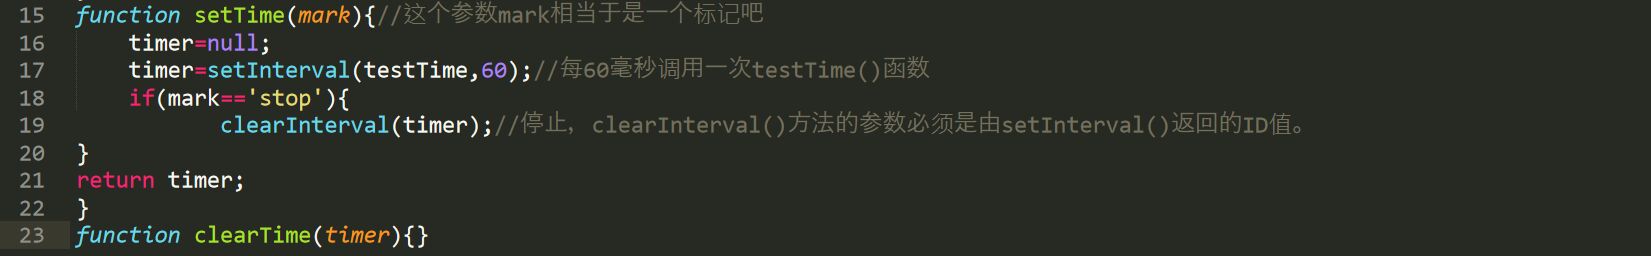 15 function setTime(mark){//这个参数mark相当于是一个标记吧
16 timer=null;
17 timer=setInterval(testTime,60);//每60毫秒调用一次testTime()函数
18 if(mark=='stop'){
19 clearInterval(timer);//停止，clearInterval()方法的参数必须是由setInterval()返回的ID值。
20 }
21 return timer;
22 }
23 function clearTime(timer){}